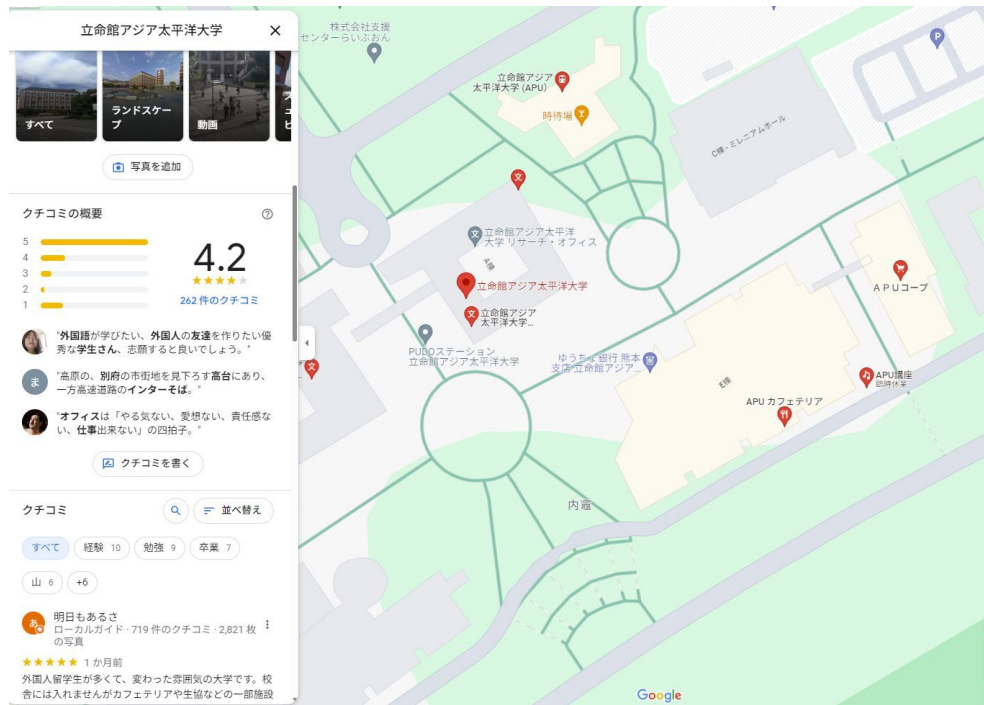 立命館アジア太平洋大学
すべて
ランドスケー
プ
動画
ス
ュ
ピ
写真を追加
クチコミの概要
5
4
3
2
1
4.2
262 件のクチコミ
"外国語が学びたい、外国人の友達を作りたい優
秀な学生さん、志願すると良いでしょう。"
ま
"高原の、別府の市街地を見下ろす高台にあり、
一方高速道路のインターそば。"
"オフィスは「やる気ない、愛想ない、責任感な
い、仕事出来ない」の四拍子。"
クチコミを書く
クチコミ
並べ替え
すべて
経験 10
勉強 9
卒業 7
山 6
+6
あ
明日もあるさ
ローカルガイド · 719 件のクチコミ · 2,821 枚
の写真
1 か月前
外国人留学生が多くて、変わった雰囲気の大学です。校
舎には入れませんがカフェテリアや生協などの一部施設
株式会社支援
センターらいぶおん
立命館アジア
太平洋大学 (APU)
時待場
P
C棟・ミレニアムホール
文
文
立命館アジア太平洋
大学 リサーチ・オフィス
A棟
立命館アジア太平洋大学
文
立命館アジア
太平洋大学...
ＡＰＵコープ
PUDOステーション
立命館アジア太平洋大学
文
ゆうちょ銀行 熊本
支店 立命館アジア...
E棟
APU カフェテリア
APU講座
臨時休業
内竈
Google